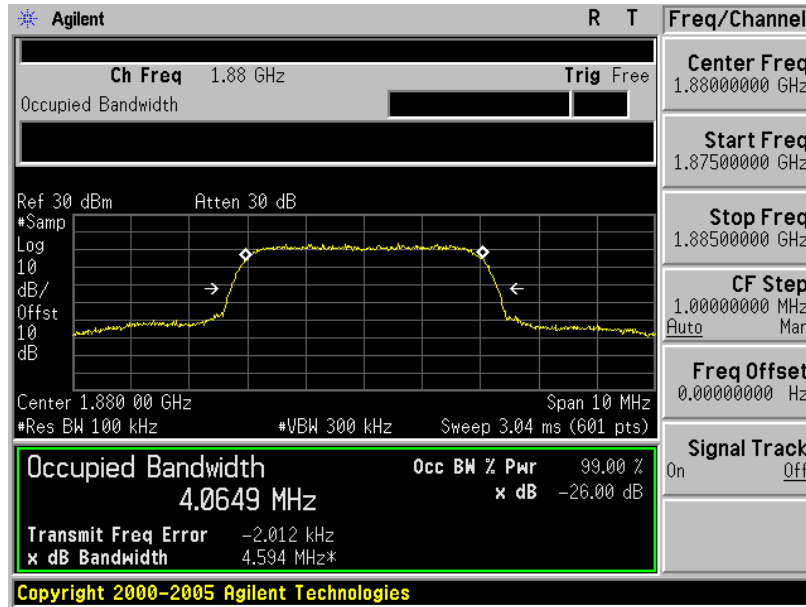 Agilent R T
Freq/Channel
Ch Freq 1.88 GHz Trig Free
Occupied Bandwidth
Center Freq
1.88000000 GHz
Start Freq
1.87500000 GHz
Stop Freq
1.88500000 GHz
CF Step
1.00000000 MHz
Auto Man
Freq Offset
0.00000000 Hz
Signal Track
On Off
Ref 30 dBm Atten 30 dB
#Samp
Log
10
dB/
Offst
10
dB
Center 1.880 00 GHz Span 10 MHz
#Res BW 100 kHz #VBW 300 kHz Sweep 3.04 ms (601 pts)
Occupied Bandwidth
4.0649 MHz
Occ BW % Pwr 99.00 %
x dB -26.00 dB
Transmit Freq Error -2.012 kHz
x dB Bandwidth 4.594 MHz*
Copyright 2000-2005 Agilent Technologies